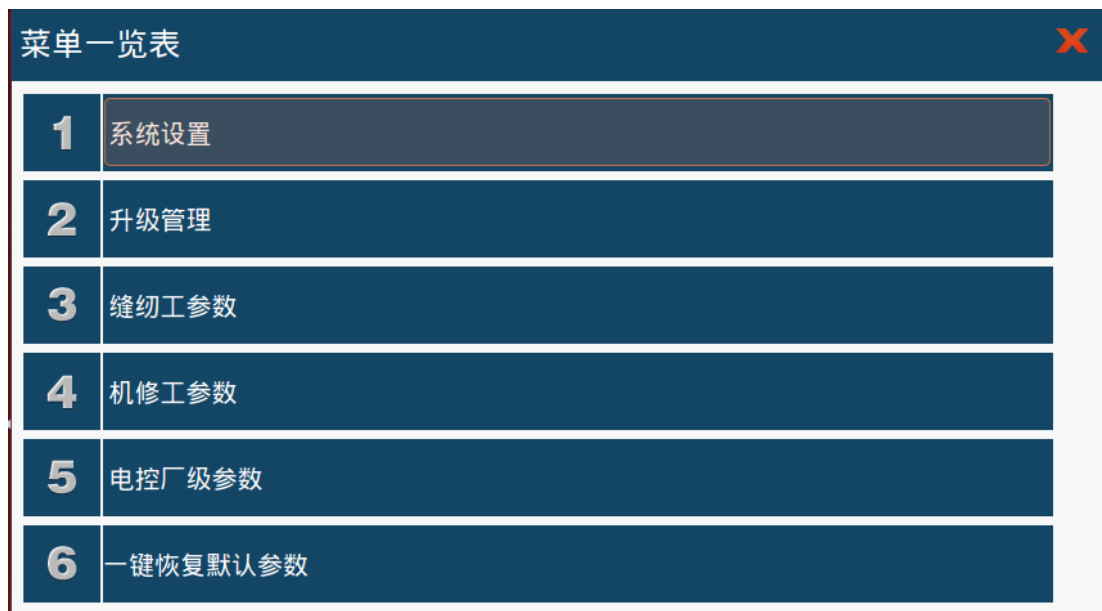 菜单一览表
X
1 系统设置
2 升级管理
3 缝纫工参数
4 机修工参数
5 电控厂级参数
6 一键恢复默认参数